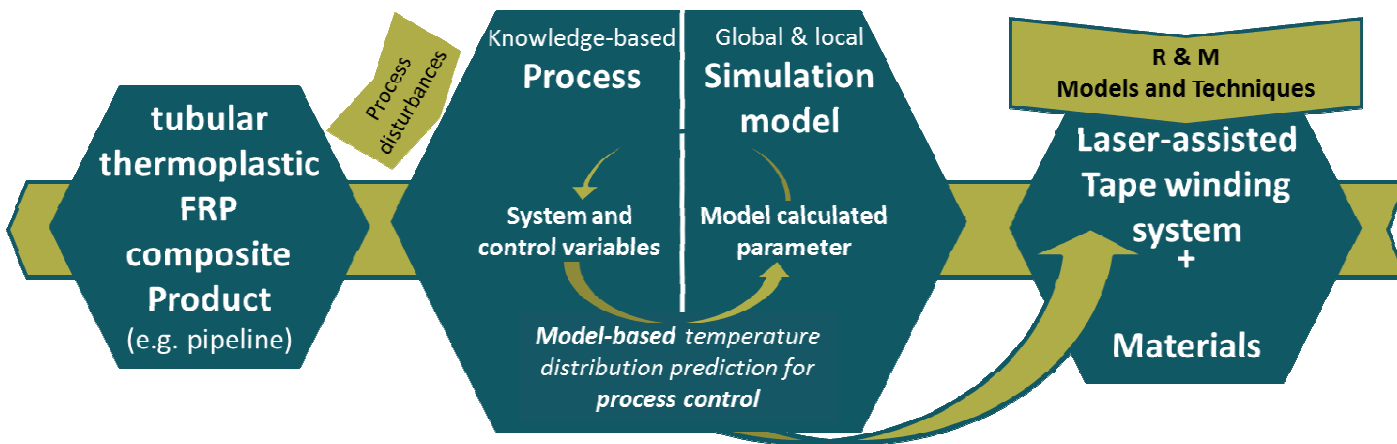 tubular
thermoplastic
FRP
composite
Product
(e.g. pipeline)
Process
disturbances
Knowledge-based
Process
Global & local
Simulation
model
System and
control variables
Model calculated
parameter
Model-based temperature
distribution prediction for
process control
R & M
Models and Techniques
Laser-assisted
Tape winding
system
+
Materials